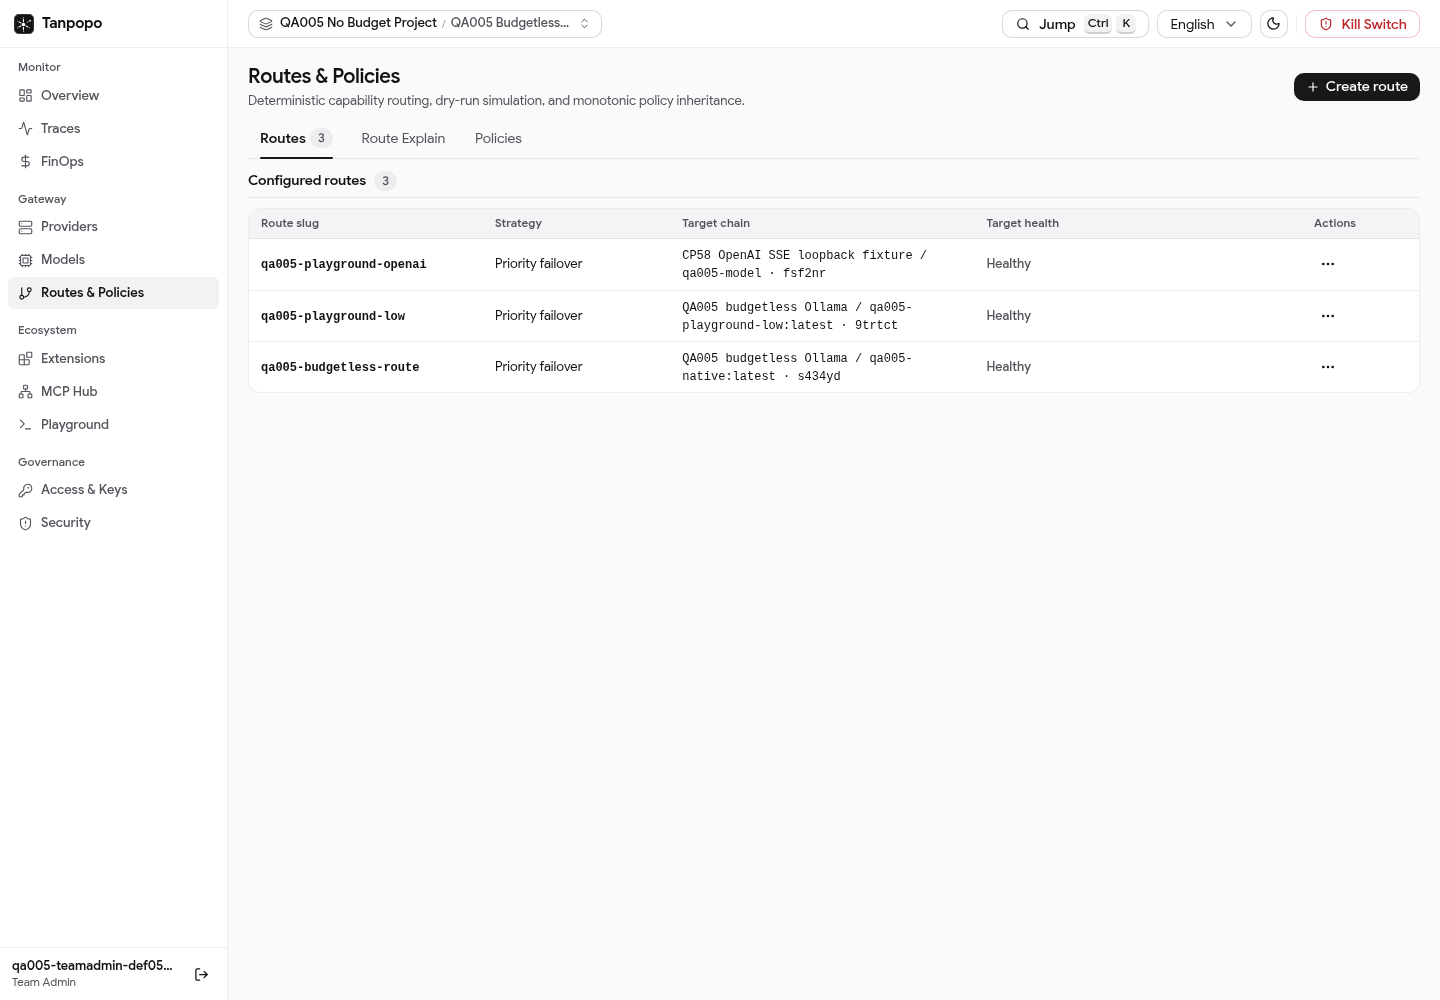 Tanpopo
QA005 No Budget Project / QA005 Budgetless...
Jump Ctrl K
English
Kill Switch
Monitor
Overview
Traces
FinOps
Gateway
Providers
Models
Routes & Policies
Ecosystem
Extensions
MCP Hub
Playground
Governance
Access & Keys
Security
qa005-teamadmin-def05...
Team Admin
Routes & Policies
Deterministic capability routing, dry-run simulation, and monotonic policy inheritance.
Create route
Routes 3 Route Explain Policies
Configured routes 3
Route slug Strategy Target chain Target health Actions
qa005-playground-openai Priority failover CP58 OpenAI SSE loopback fixture / Healthy
qa005-model · fsf2nr
qa005-playground-low Priority failover QA005 budgetless Ollama / qa005- Healthy
playground-low:latest · 9trtct
qa005-budgetless-route Priority failover QA005 budgetless Ollama / qa005- Healthy
native:latest · s434yd